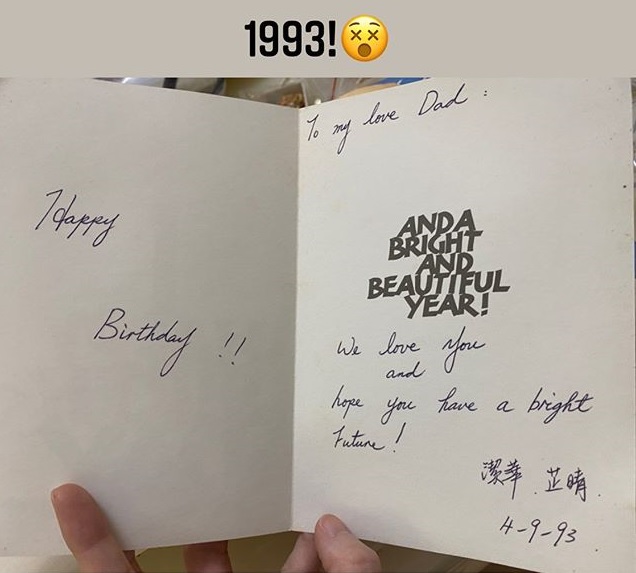 1993!😵
Happy
Birthday !!
To my love Dad :
AND A
BRIGHT
AND
BEAUTIFUL
YEAR!
We love you
and
hope you have a bright
Future!
潔華 芷晴
4-9-93